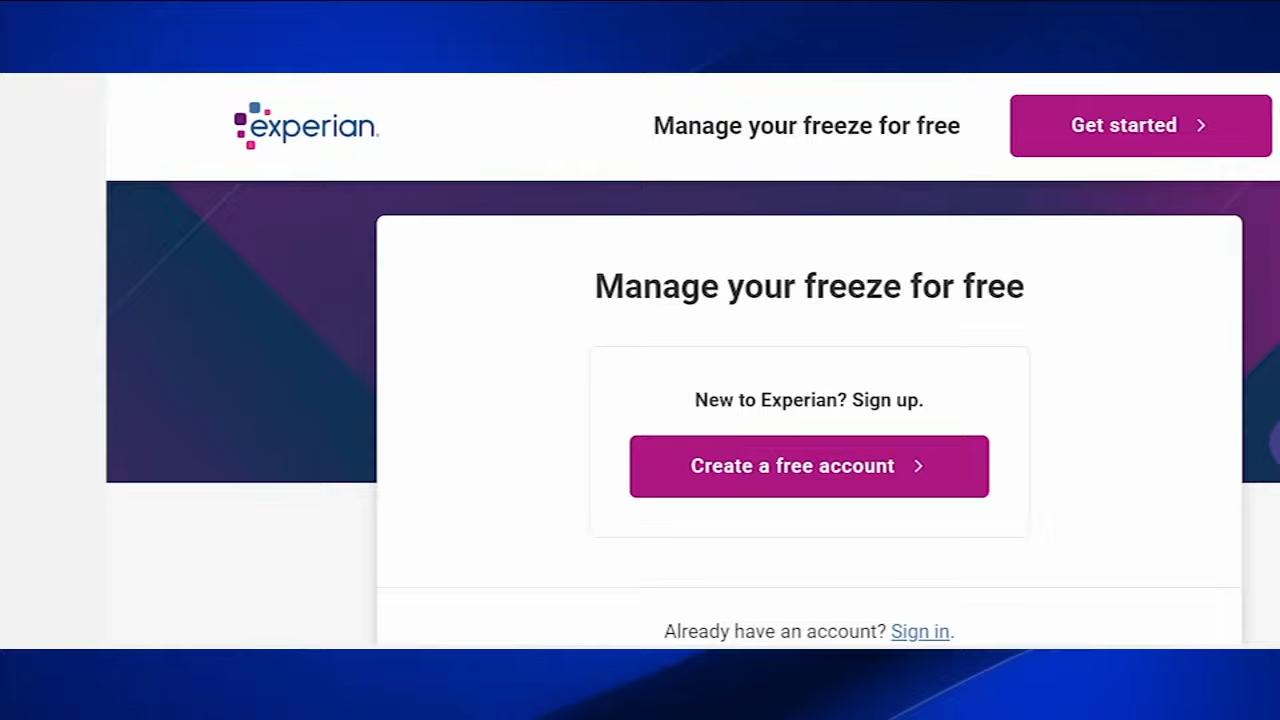 experian.
Manage your freeze for free
Get started
Manage your freeze for free
New to Experian? Sign up.
Create a free account
Already have an account? Sign in.